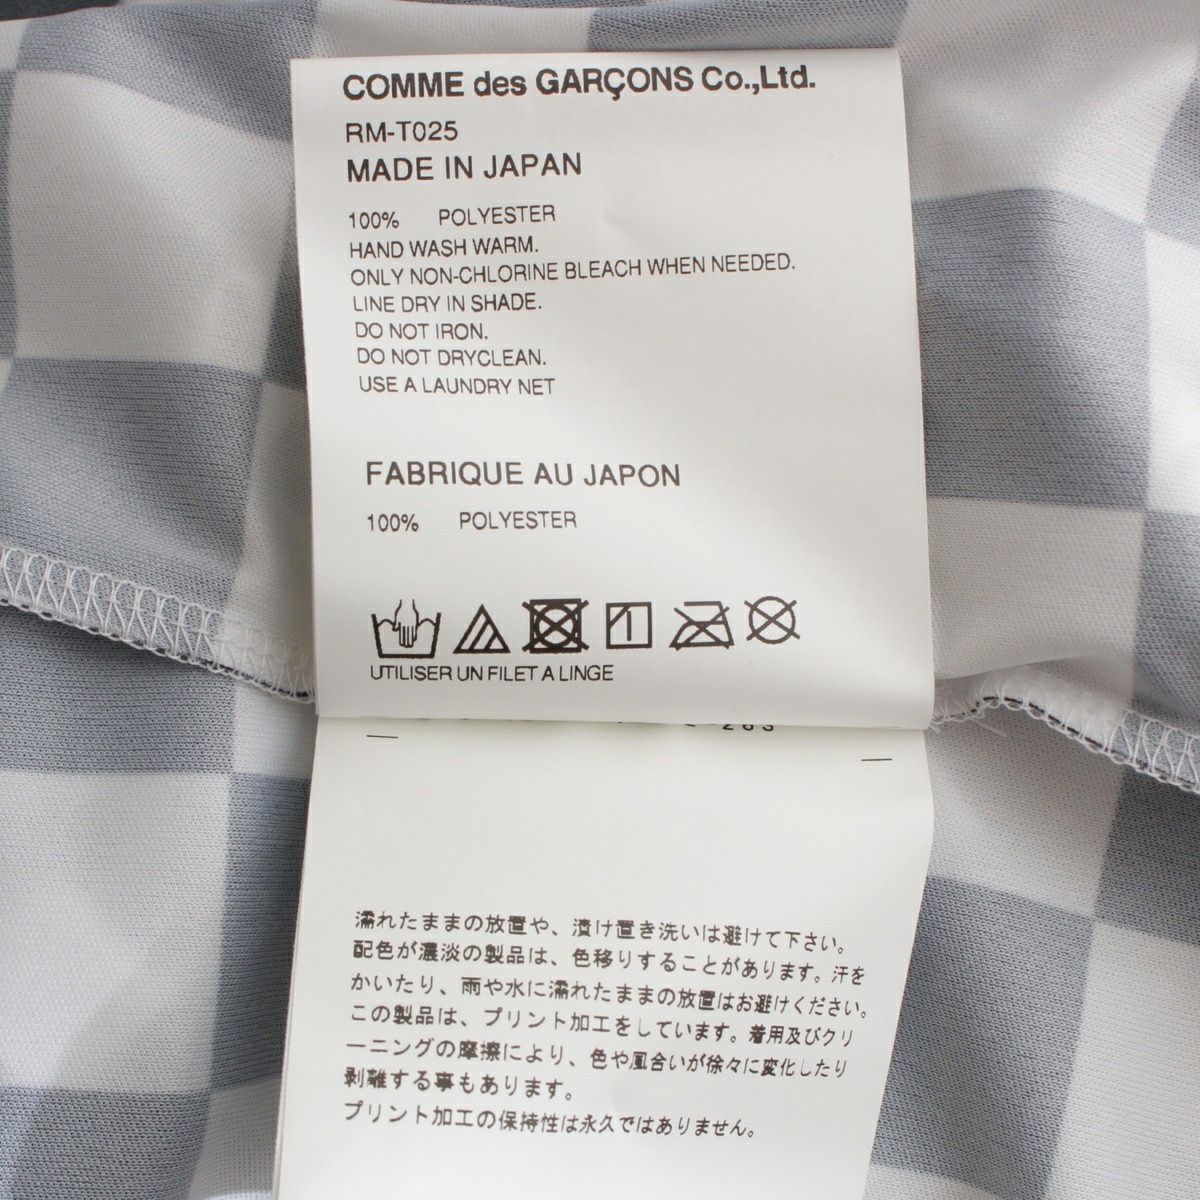 COMME des GARÇONS Co.,Ltd.
RM-T025
MADE IN JAPAN
100% POLYESTER
HAND WASH WARM.
ONLY NON-CHLORINE BLEACH WHEN NEEDED.
LINE DRY IN SHADE.
DO NOT IRON.
DO NOT DRYCLEAN.
USE A LAUNDRY NET
FABRIQUE AU JAPON
100% POLYESTER
UTILISER UN FILET A LINGE
濡れたままの放置や、漬け置き洗いは避けて下さい。
配色が濃淡の製品は、色移りすることがあります。汗を
かいたり、雨や水に濡れたままの放置はお避けください。
この製品は、プリント加工をしています。着用及びクリ
ーニングの摩擦により、色や風合いが徐々に変化したり
剥離する事もあります。
プリント加工の保持性は永久ではありません。